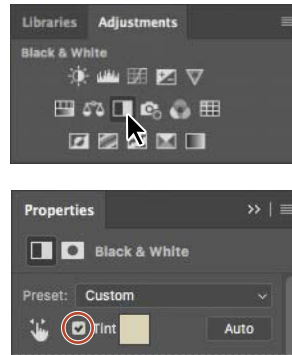 Libraries Adjustments
Black & White
Properties
Black & White
Preset: Custom
Tint Auto